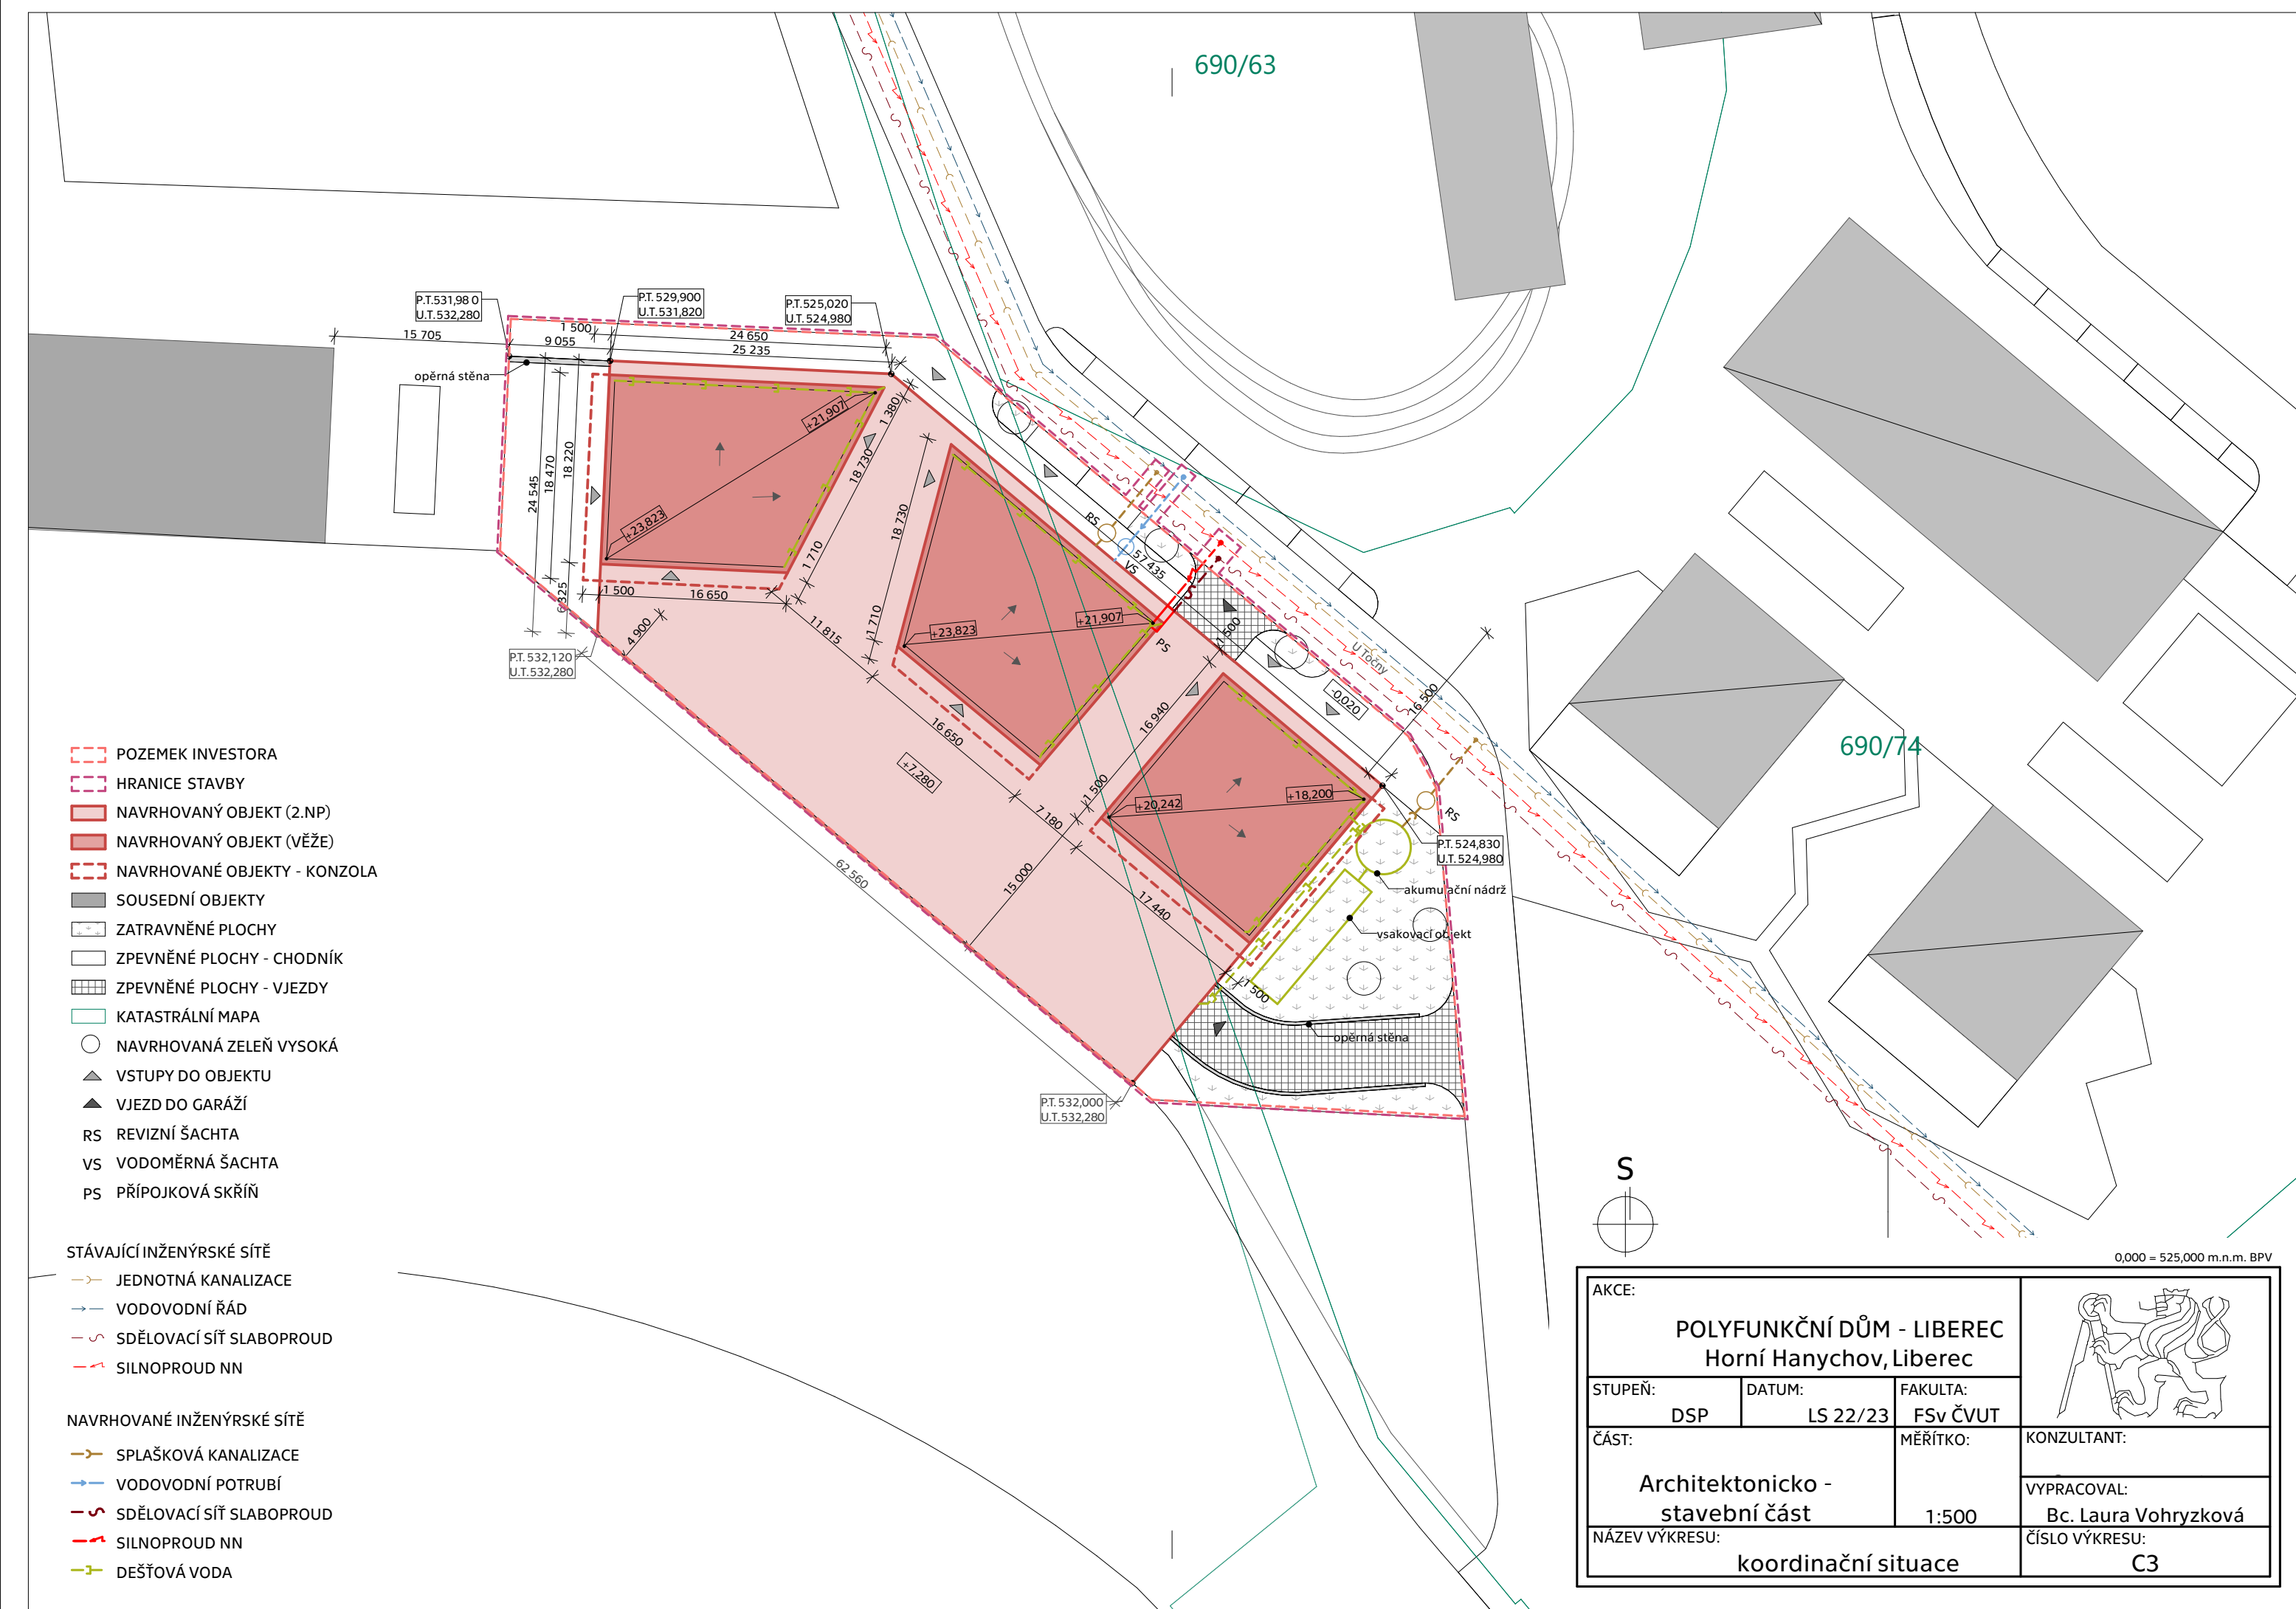 690/63
P.T.531,98 0
U.T.532,280
P.T.529,900
U.T.531,820
P.T.525,020
U.T.524,980
15 705
1 500
9 055
24 650
25 235
opěrná stěna
+21,907
1 380
18 730
24 545
18 470
18 220
+23,823
18 730
RS
VS
57 435
1 710
1 710
6 325
1 500
16 650
4 900
11 815
+23,823
+21,907
PS
1 500
P.T.532,120
U.T.532,280
U Točny
-0,020
16 500
16 940
16 650
+7,280
690/74
1 500
+20,242
+18,200
7 180
RS
P.T.524,830
U.T.524,980
62 560
15 000
17 440
akumu ační nádrž
vsakovací objekt
1 500
opěrná stěna
P.T.532,000
U.T.532,280
POZEMEK INVESTORA
HRANICE STAVBY
NAVRHOVANÝ OBJEKT (2.NP)
NAVRHOVANÝ OBJEKT (VĚŽE)
NAVRHOVANÉ OBJEKTY - KONZOLA
SOUSEDNÍ OBJEKTY
ZATRAVNĚNÉ PLOCHY
ZPEVNĚNÉ PLOCHY - CHODNÍK
ZPEVNĚNÉ PLOCHY - VJEZDY
KATASTRÁLNÍ MAPA
NAVRHOVANÁ ZELEŇ VYSOKÁ
VSTUPY DO OBJEKTU
VJEZD DO GARÁŽÍ
RS REVIZNÍ ŠACHTA
VS VODOMĚRNÁ ŠACHTA
PS PŘÍPOJKOVÁ SKŘÍŇ
STÁVAJÍCÍ INŽENÝRSKÉ SÍTĚ
JEDNOTNÁ KANALIZACE
VODOVODNÍ ŘÁD
SDĚLOVACÍ SÍŤ SLABOPROUD
SILNOPROUD NN
NAVRHOVANÉ INŽENÝRSKÉ SÍTĚ
SPLAŠKOVÁ KANALIZACE
VODOVODNÍ POTRUBÍ
SDĚLOVACÍ SÍŤ SLABOPROUD
SILNOPROUD NN
DEŠŤOVÁ VODA
S
0,000 = 525,000 m.n.m. BPV
AKCE:
POLYFUNKČNÍ DŮM - LIBEREC
Horní Hanychov, Liberec
STUPEŇ:
DSP
DATUM:
LS 22/23
FAKULTA:
FSv ČVUT
ČÁST:
Architektonicko -
stavební část
MĚŘÍTKO:
1:500
KONZULTANT:
VYPRACOVAL:
Bc. Laura Vohryzková
NÁZEV VÝKRESU:
koordinační situace
ČÍSLO VÝKRESU:
C3